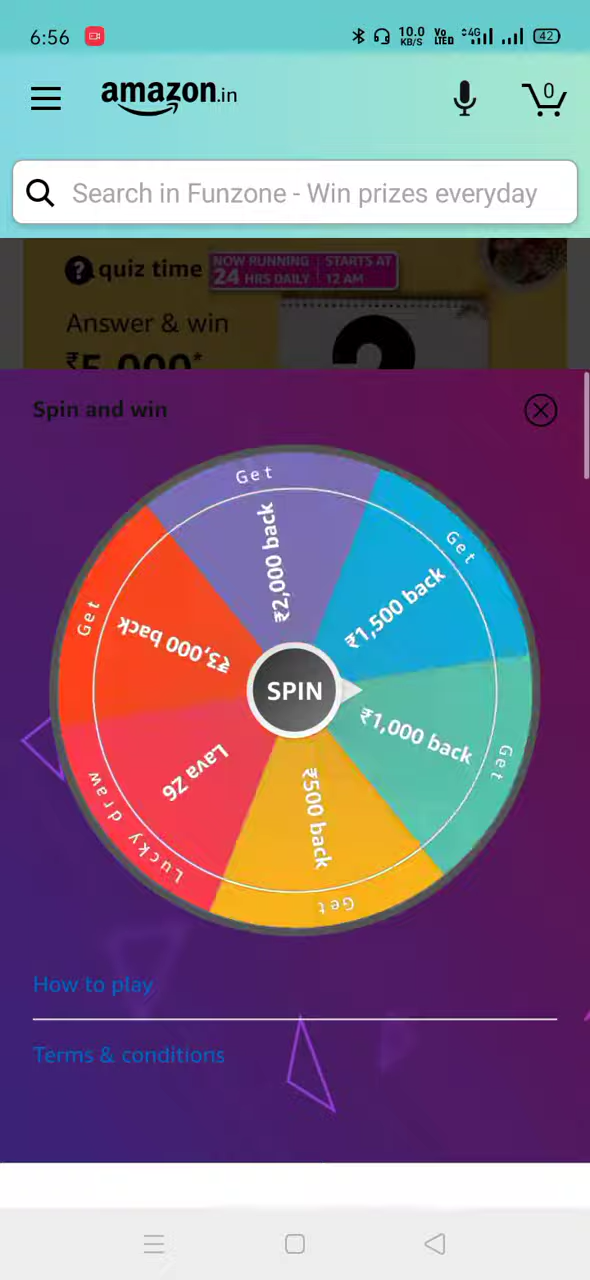 6:56 10.0 KB/S Vo LTED 4G 42
amazon.in
0
Search in Funzone - Win prizes everyday
? quiz time NOW RUNNING 24 HRS DAILY STARTS AT 12 AM
Answer & win
₹5,000*
?
Spin and win
Get ₹2,000 back
Get ₹1,500 back
Get ₹1,000 back
Get ₹500 back
Lucky draw Lava Z6
Get ₹3,000 back
SPIN
How to play
Terms & conditions